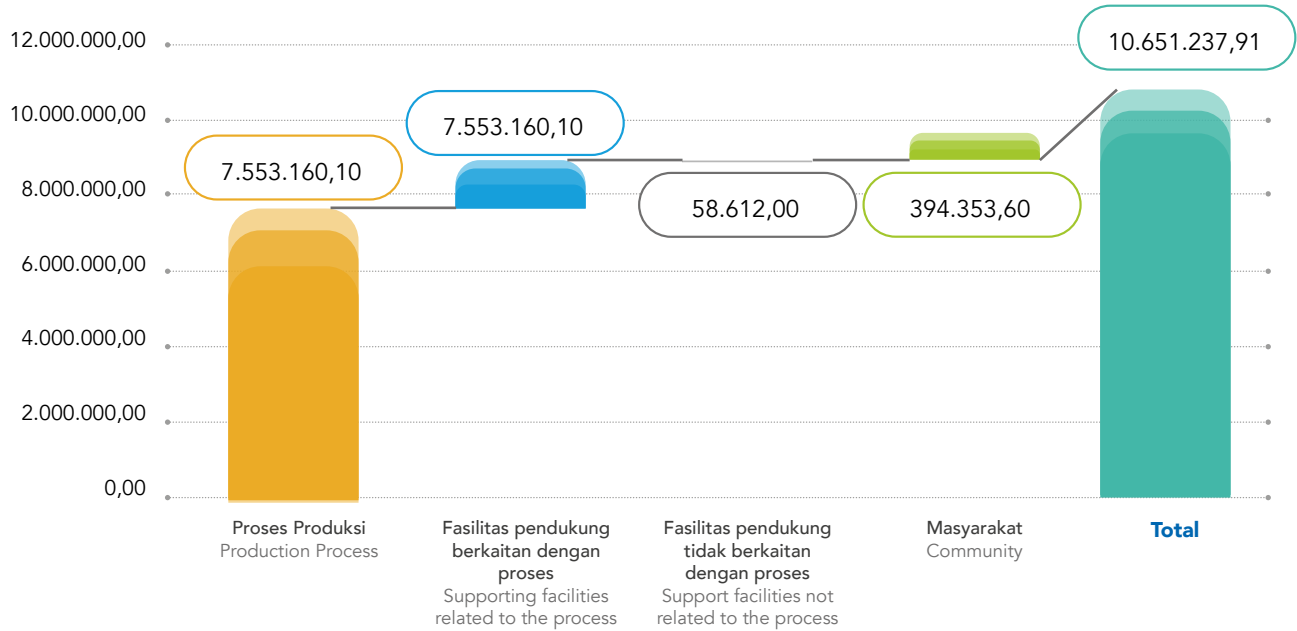 12.000.000,00
10.000.000,00
8.000.000,00
6.000.000,00
4.000.000,00
2.000.000,00
0,00
7.553.160,10
7.553.160,10
58.612,00
394.353,60
10.651.237,91
Proses Produksi
Production Process
Fasilitas pendukung
berkaitan dengan
proses
Supporting facilities
related to the process
Fasilitas pendukung
tidak berkaitan
dengan proses
Support facilities not
related to the process
Masyarakat
Community
Total